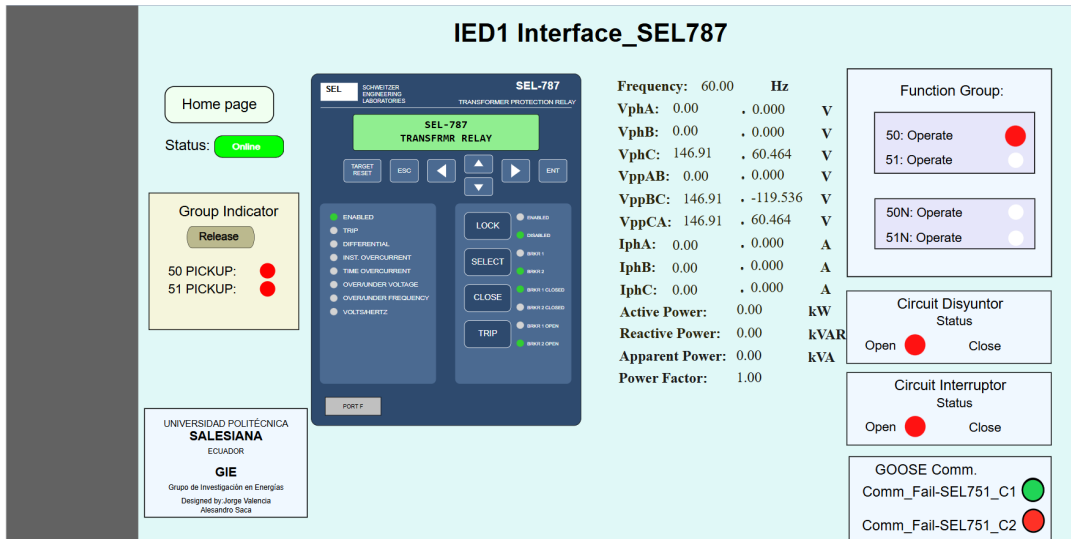 IED1 Interface_SEL787
Home page
Status: Online
Group Indicator
Release
50 PICKUP:
51 PICKUP:
UNIVERSIDAD POLITÉCNICA
SALESIANA
ECUADOR
GIE
Grupo de Investigación en Energías
Designed by:Jorge Valencia
Alesandro Saca
SEL
SCHWEITZER
ENGINEERING
LABORATORIES
SEL-787
TRANSFORMER PROTECTION RELAY
SEL-787
TRANSFRMR RELAY
TARGET
RESET
ESC
ENT
ENABLED
TRIP
DIFFERENTIAL
INST. OVERCURRENT
TIME OVERCURRENT
OVER/UNDER VOLTAGE
OVER/UNDER FREQUENCY
VOLTS/HERTZ
LOCK
ENABLED
DISABLED
SELECT
BRKR 1
BRKR 2
CLOSE
BRKR 1 CLOSED
BRKR 2 CLOSED
TRIP
BRKR 1 OPEN
BRKR 2 OPEN
PORT F
Frequency: 60.00 Hz
VphA: 0.00 . 0.000 V
VphB: 0.00 . 0.000 V
VphC: 146.91 . 60.464 V
VppAB: 0.00 . 0.000 V
VppBC: 146.91 . -119.536 V
VppCA: 146.91 . 60.464 V
IphA: 0.00 . 0.000 A
IphB: 0.00 . 0.000 A
IphC: 0.00 . 0.000 A
Active Power: 0.00 kW
Reactive Power: 0.00 kVAR
Apparent Power: 0.00 kVA
Power Factor: 1.00
Function Group:
50: Operate
51: Operate
50N: Operate
51N: Operate
Circuit Disyuntor
Status
Open Close
Circuit Interruptor
Status
Open Close
GOOSE Comm.
Comm_Fail-SEL751_C1
Comm_Fail-SEL751_C2